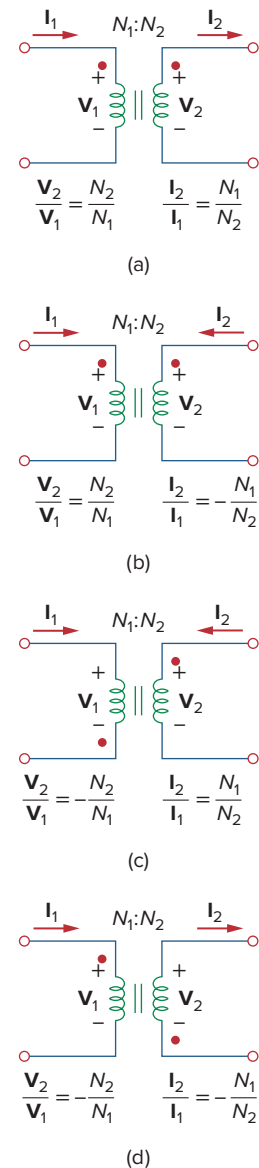 I₁ N₁:N₂ I₂
+ +
V₁ V₂
− −
V₂/V₁ = N₂/N₁ I₂/I₁ = N₁/N₂
(a)
I₁ N₁:N₂ I₂
+ +
V₁ V₂
− −
V₂/V₁ = N₂/N₁ I₂/I₁ = −N₁/N₂
(b)
I₁ N₁:N₂ I₂
+ +
V₁ V₂
− −
V₂/V₁ = −N₂/N₁ I₂/I₁ = N₁/N₂
(c)
I₁ N₁:N₂ I₂
+ +
V₁ V₂
− −
V₂/V₁ = −N₂/N₁ I₂/I₁ = −N₁/N₂
(d)